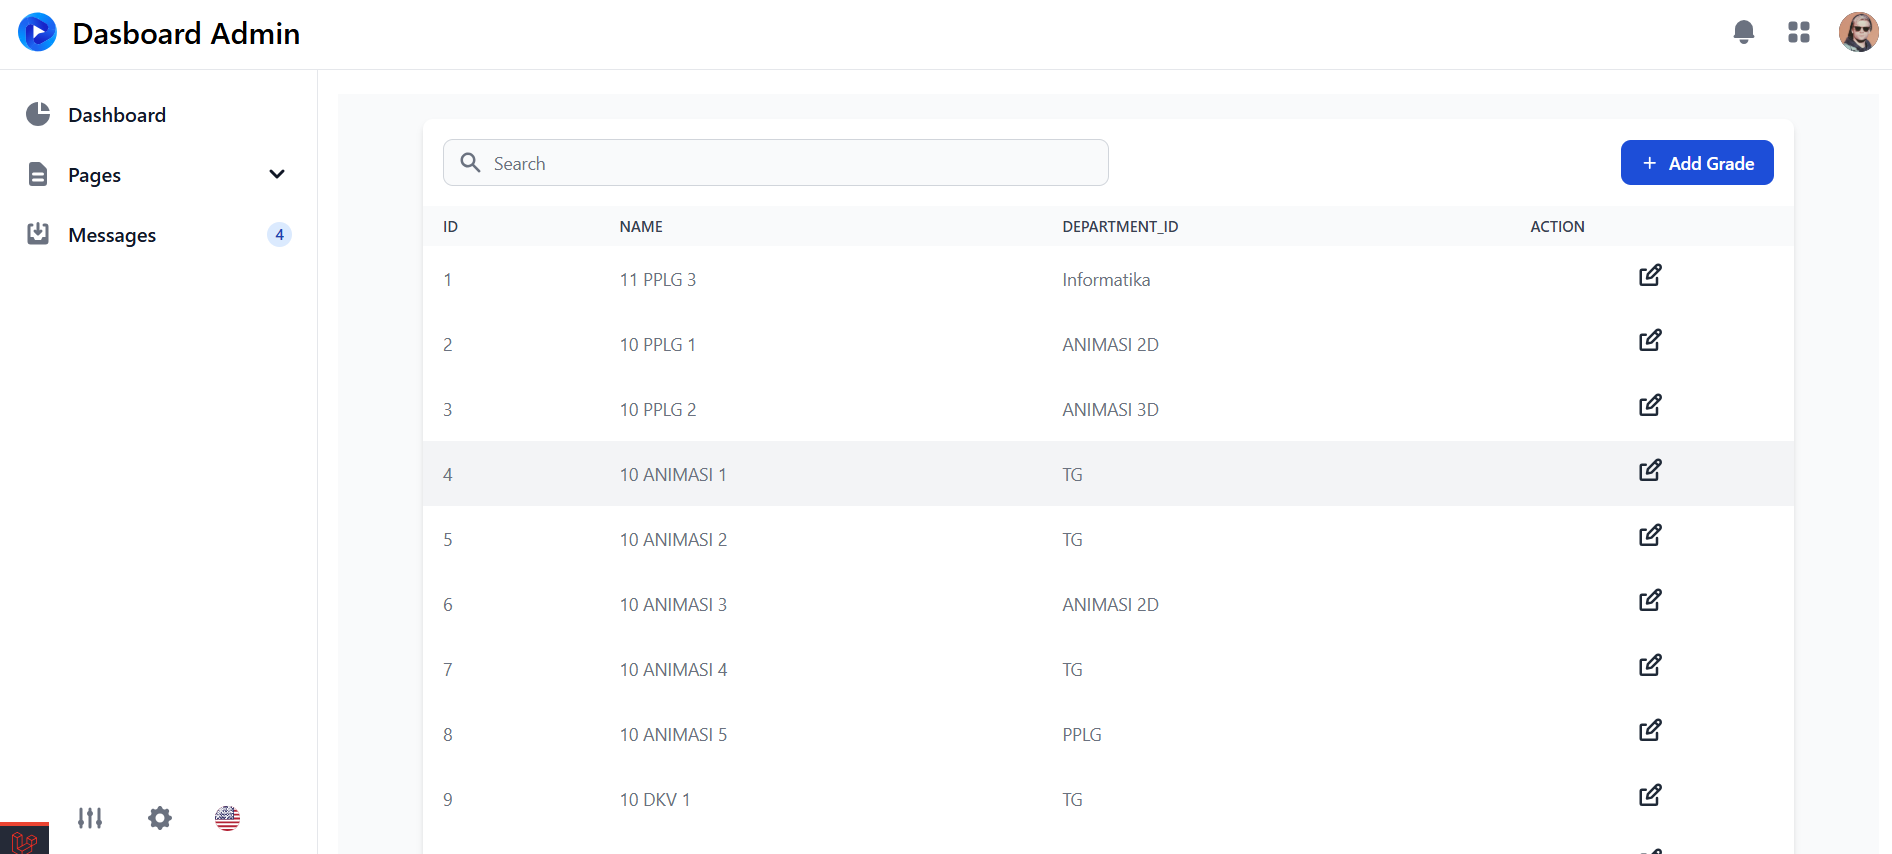 Dasboard Admin
Dashboard
Pages
Messages 4
Search
+ Add Grade
ID NAME DEPARTMENT_ID ACTION
1 11 PPLG 3 Informatika
2 10 PPLG 1 ANIMASI 2D
3 10 PPLG 2 ANIMASI 3D
4 10 ANIMASI 1 TG
5 10 ANIMASI 2 TG
6 10 ANIMASI 3 ANIMASI 2D
7 10 ANIMASI 4 TG
8 10 ANIMASI 5 PPLG
9 10 DKV 1 TG